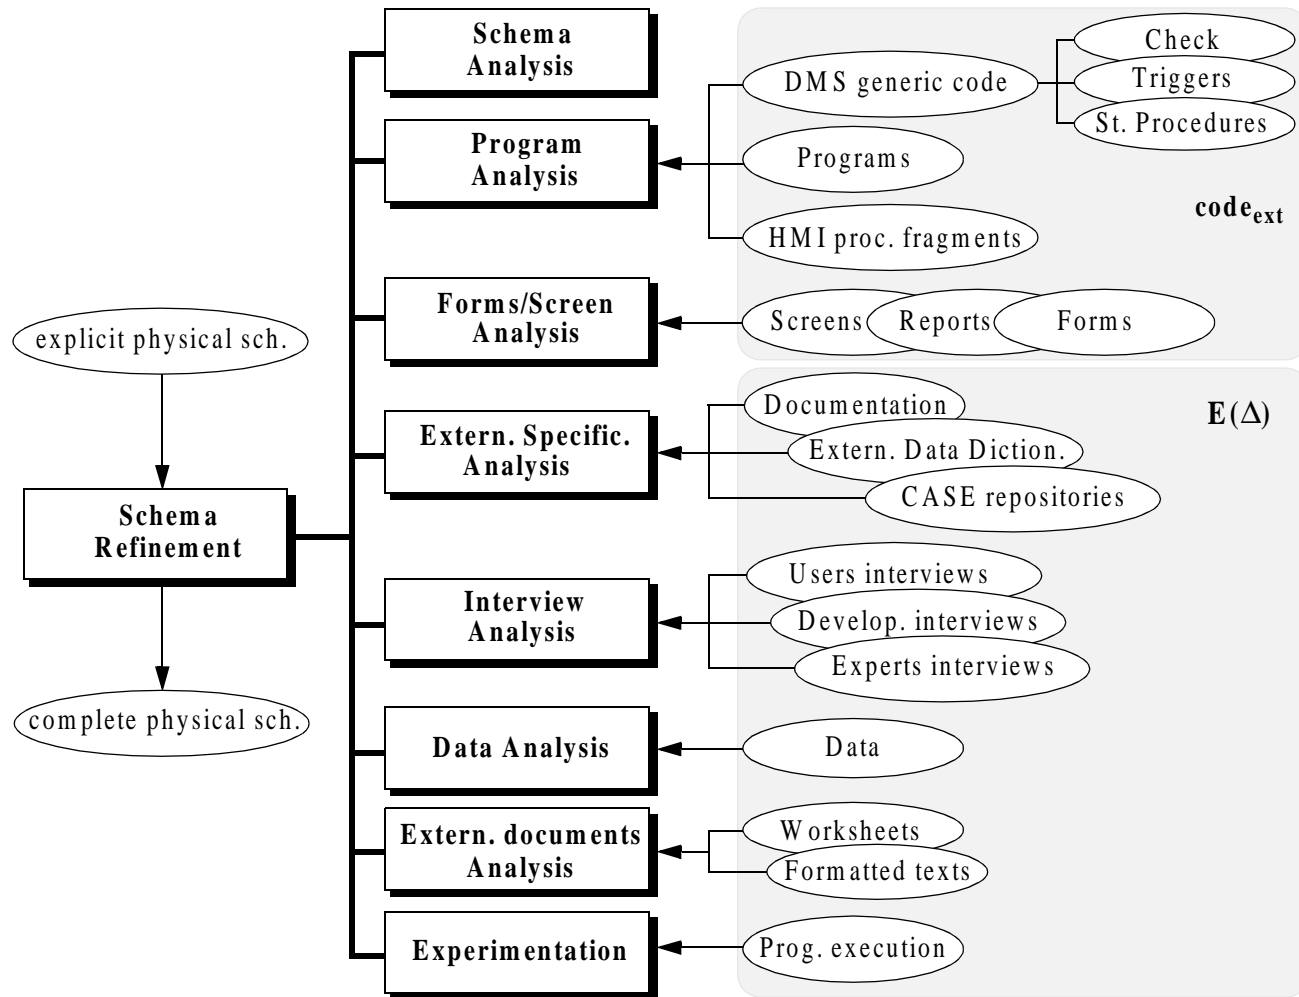 explicit physical sch.
Schema
Refinement
complete physical sch.
Schema
Analysis
Program
Analysis
Forms/Screen
Analysis
Extern. Specific.
Analysis
Interview
Analysis
Data Analysis
Extern. documents
Analysis
Experimentation
DMS generic code
Check
Triggers
St. Procedures
Programs
HMI proc. fragments
code_ext
Screens
Reports
Forms
Documentation
Extern. Data Diction.
CASE repositories
E(Δ)
Users interviews
Develop. interviews
Experts interviews
Data
Worksheets
Formatted texts
Prog. execution